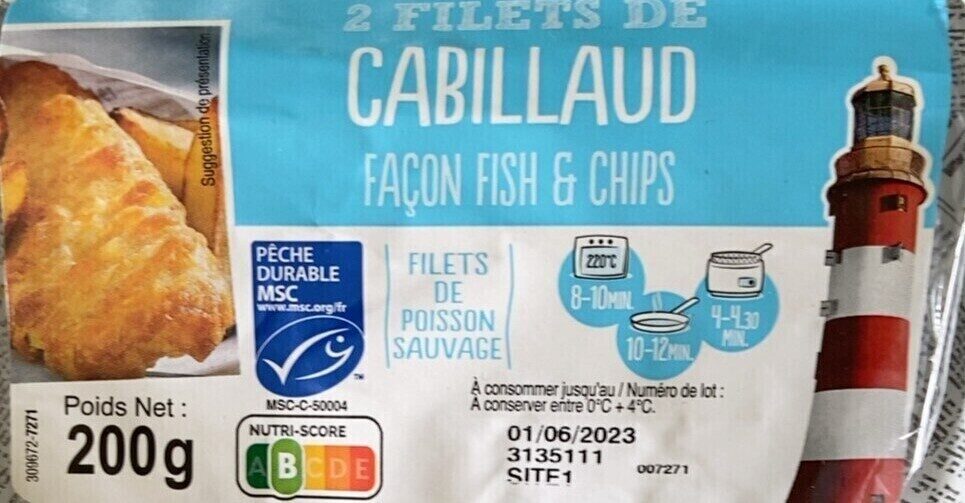 2 FILETS DE
CABILLAUD
FAÇON FISH & CHIPS
Suggestion de présentation
PÊCHE
DURABLE
MSC
www.msc.org/fr
TM
MSC-C-50004
FILETS
DE
POISSON
SAUVAGE
220°C
8-10MIN.
10-12MIN.
4-4.30
MIN.
À consommer jusqu'au / Numéro de lot :
À conserver entre 0°C + 4°C.
01/06/2023
3135111
SITE1
007271
309672-7271
Poids Net :
200g
NUTRI-SCORE
A B C D E